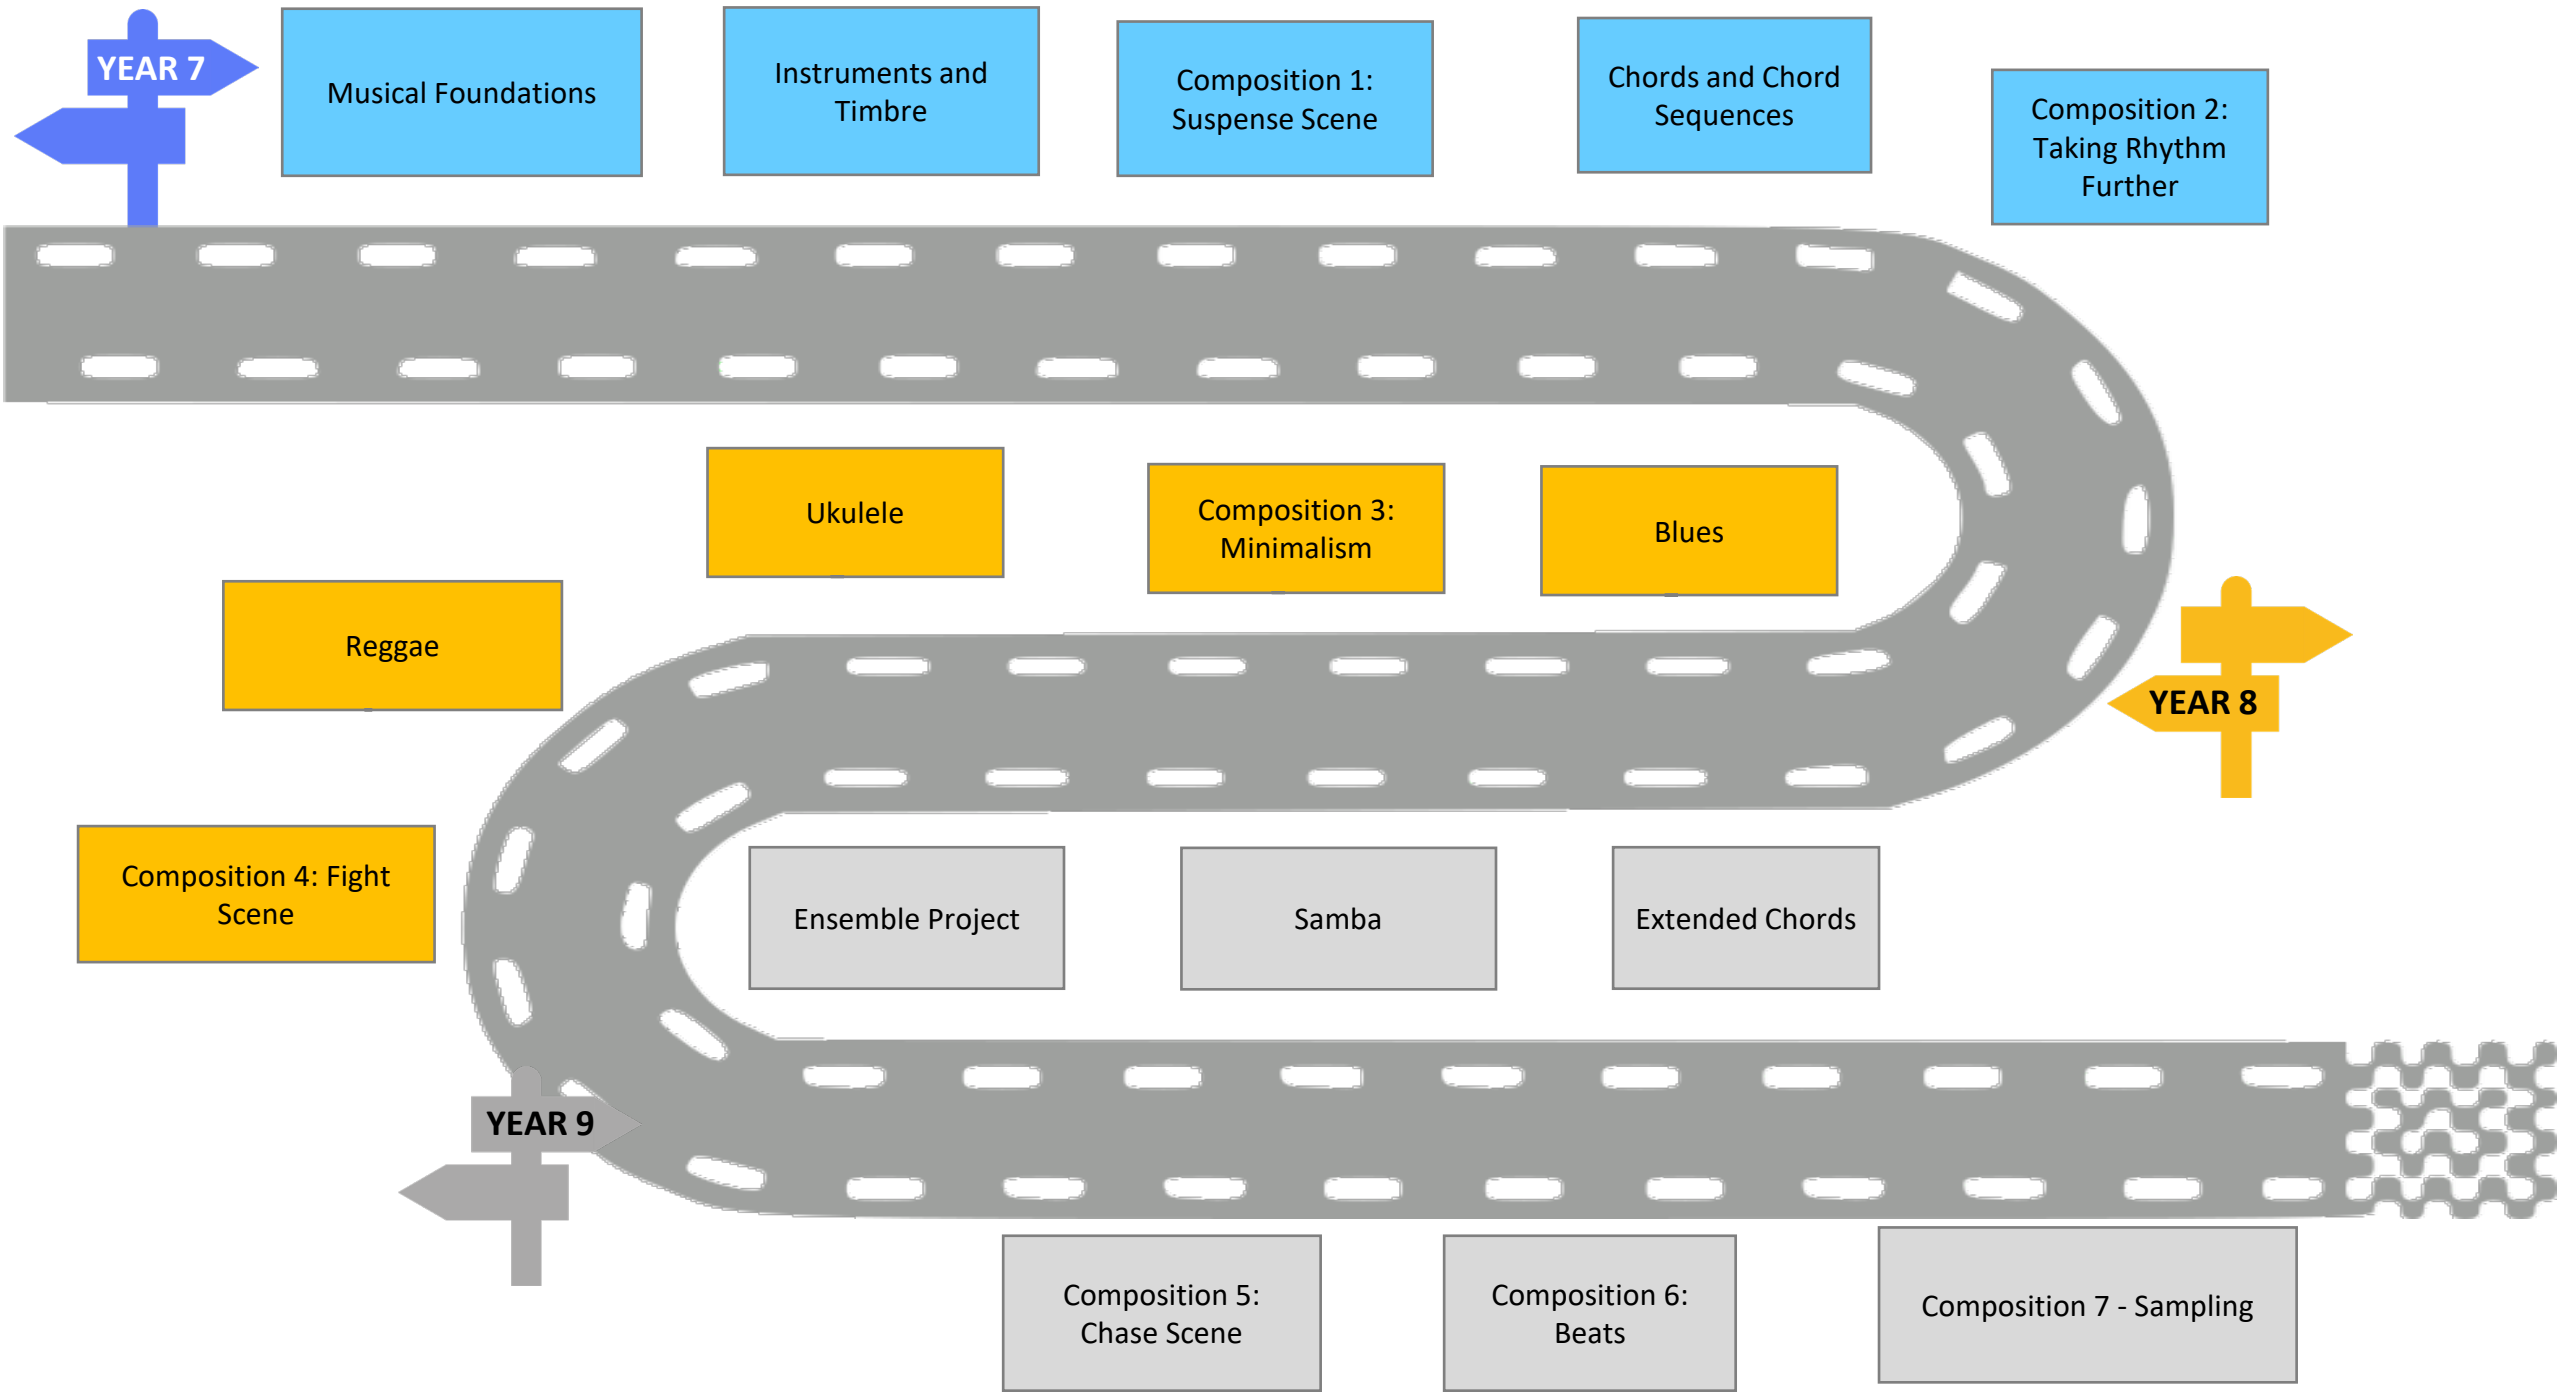 YEAR 7
Musical Foundations
Instruments and
Timbre
Composition 1:
Suspense Scene
Chords and Chord
Sequences
Composition 2:
Taking Rhythm
Further
YEAR 8
Blues
Composition 3:
Minimalism
Ukulele
Reggae
Composition 4: Fight
Scene
YEAR 9
Ensemble Project
Samba
Extended Chords
Composition 5:
Chase Scene
Composition 6:
Beats
Composition 7 - Sampling